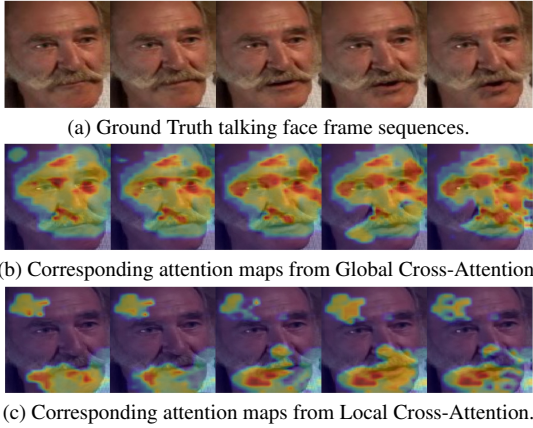 (a) Ground Truth talking face frame sequences.
(b) Corresponding attention maps from Global Cross-Attention
(c) Corresponding attention maps from Local Cross-Attention.